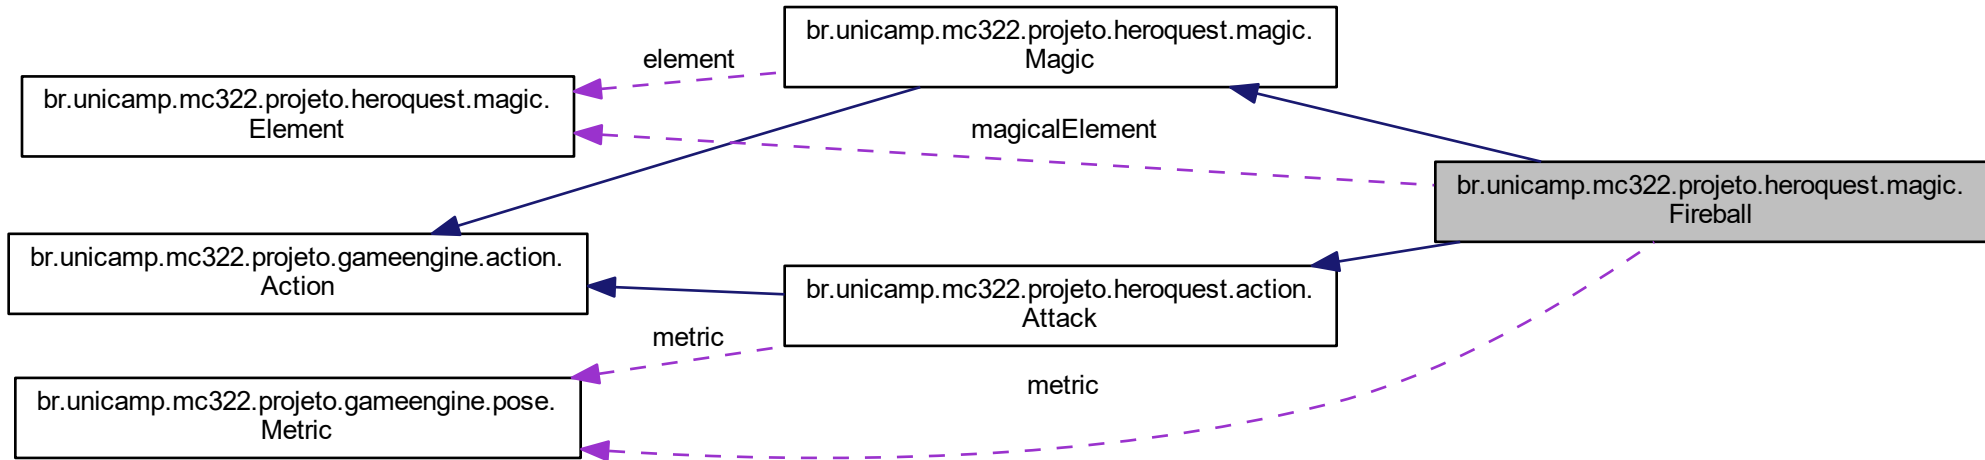 br.unicamp.mc322.projeto.heroquest.magic.
Magic
element
br.unicamp.mc322.projeto.heroquest.magic.
Element
magicalElement
br.unicamp.mc322.projeto.heroquest.magic.
Fireball
br.unicamp.mc322.projeto.gameengine.action.
Action
br.unicamp.mc322.projeto.heroquest.action.
Attack
metric
metric
br.unicamp.mc322.projeto.gameengine.pose.
Metric